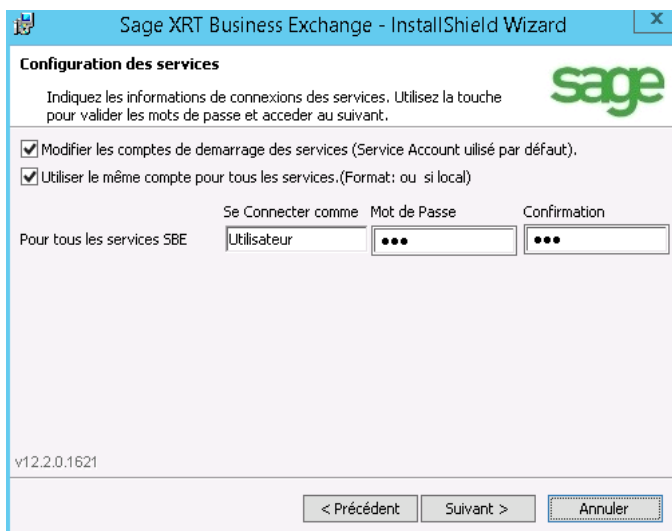 Sage XRT Business Exchange - InstallShield Wizard
x
Configuration des services
Indiquez les informations de connexions des services. Utilisez la touche
pour valider les mots de passe et acceder au suivant.
sage
Modifier les comptes de demarrage des services (Service Account uilisé par défaut).
Utiliser le même compte pour tous les services.(Format: ou si local)
Se Connecter comme Mot de Passe Confirmation
Pour tous les services SBE Utilisateur ●●● ●●●
v12.2.0.1621
< Précédent Suivant > Annuler